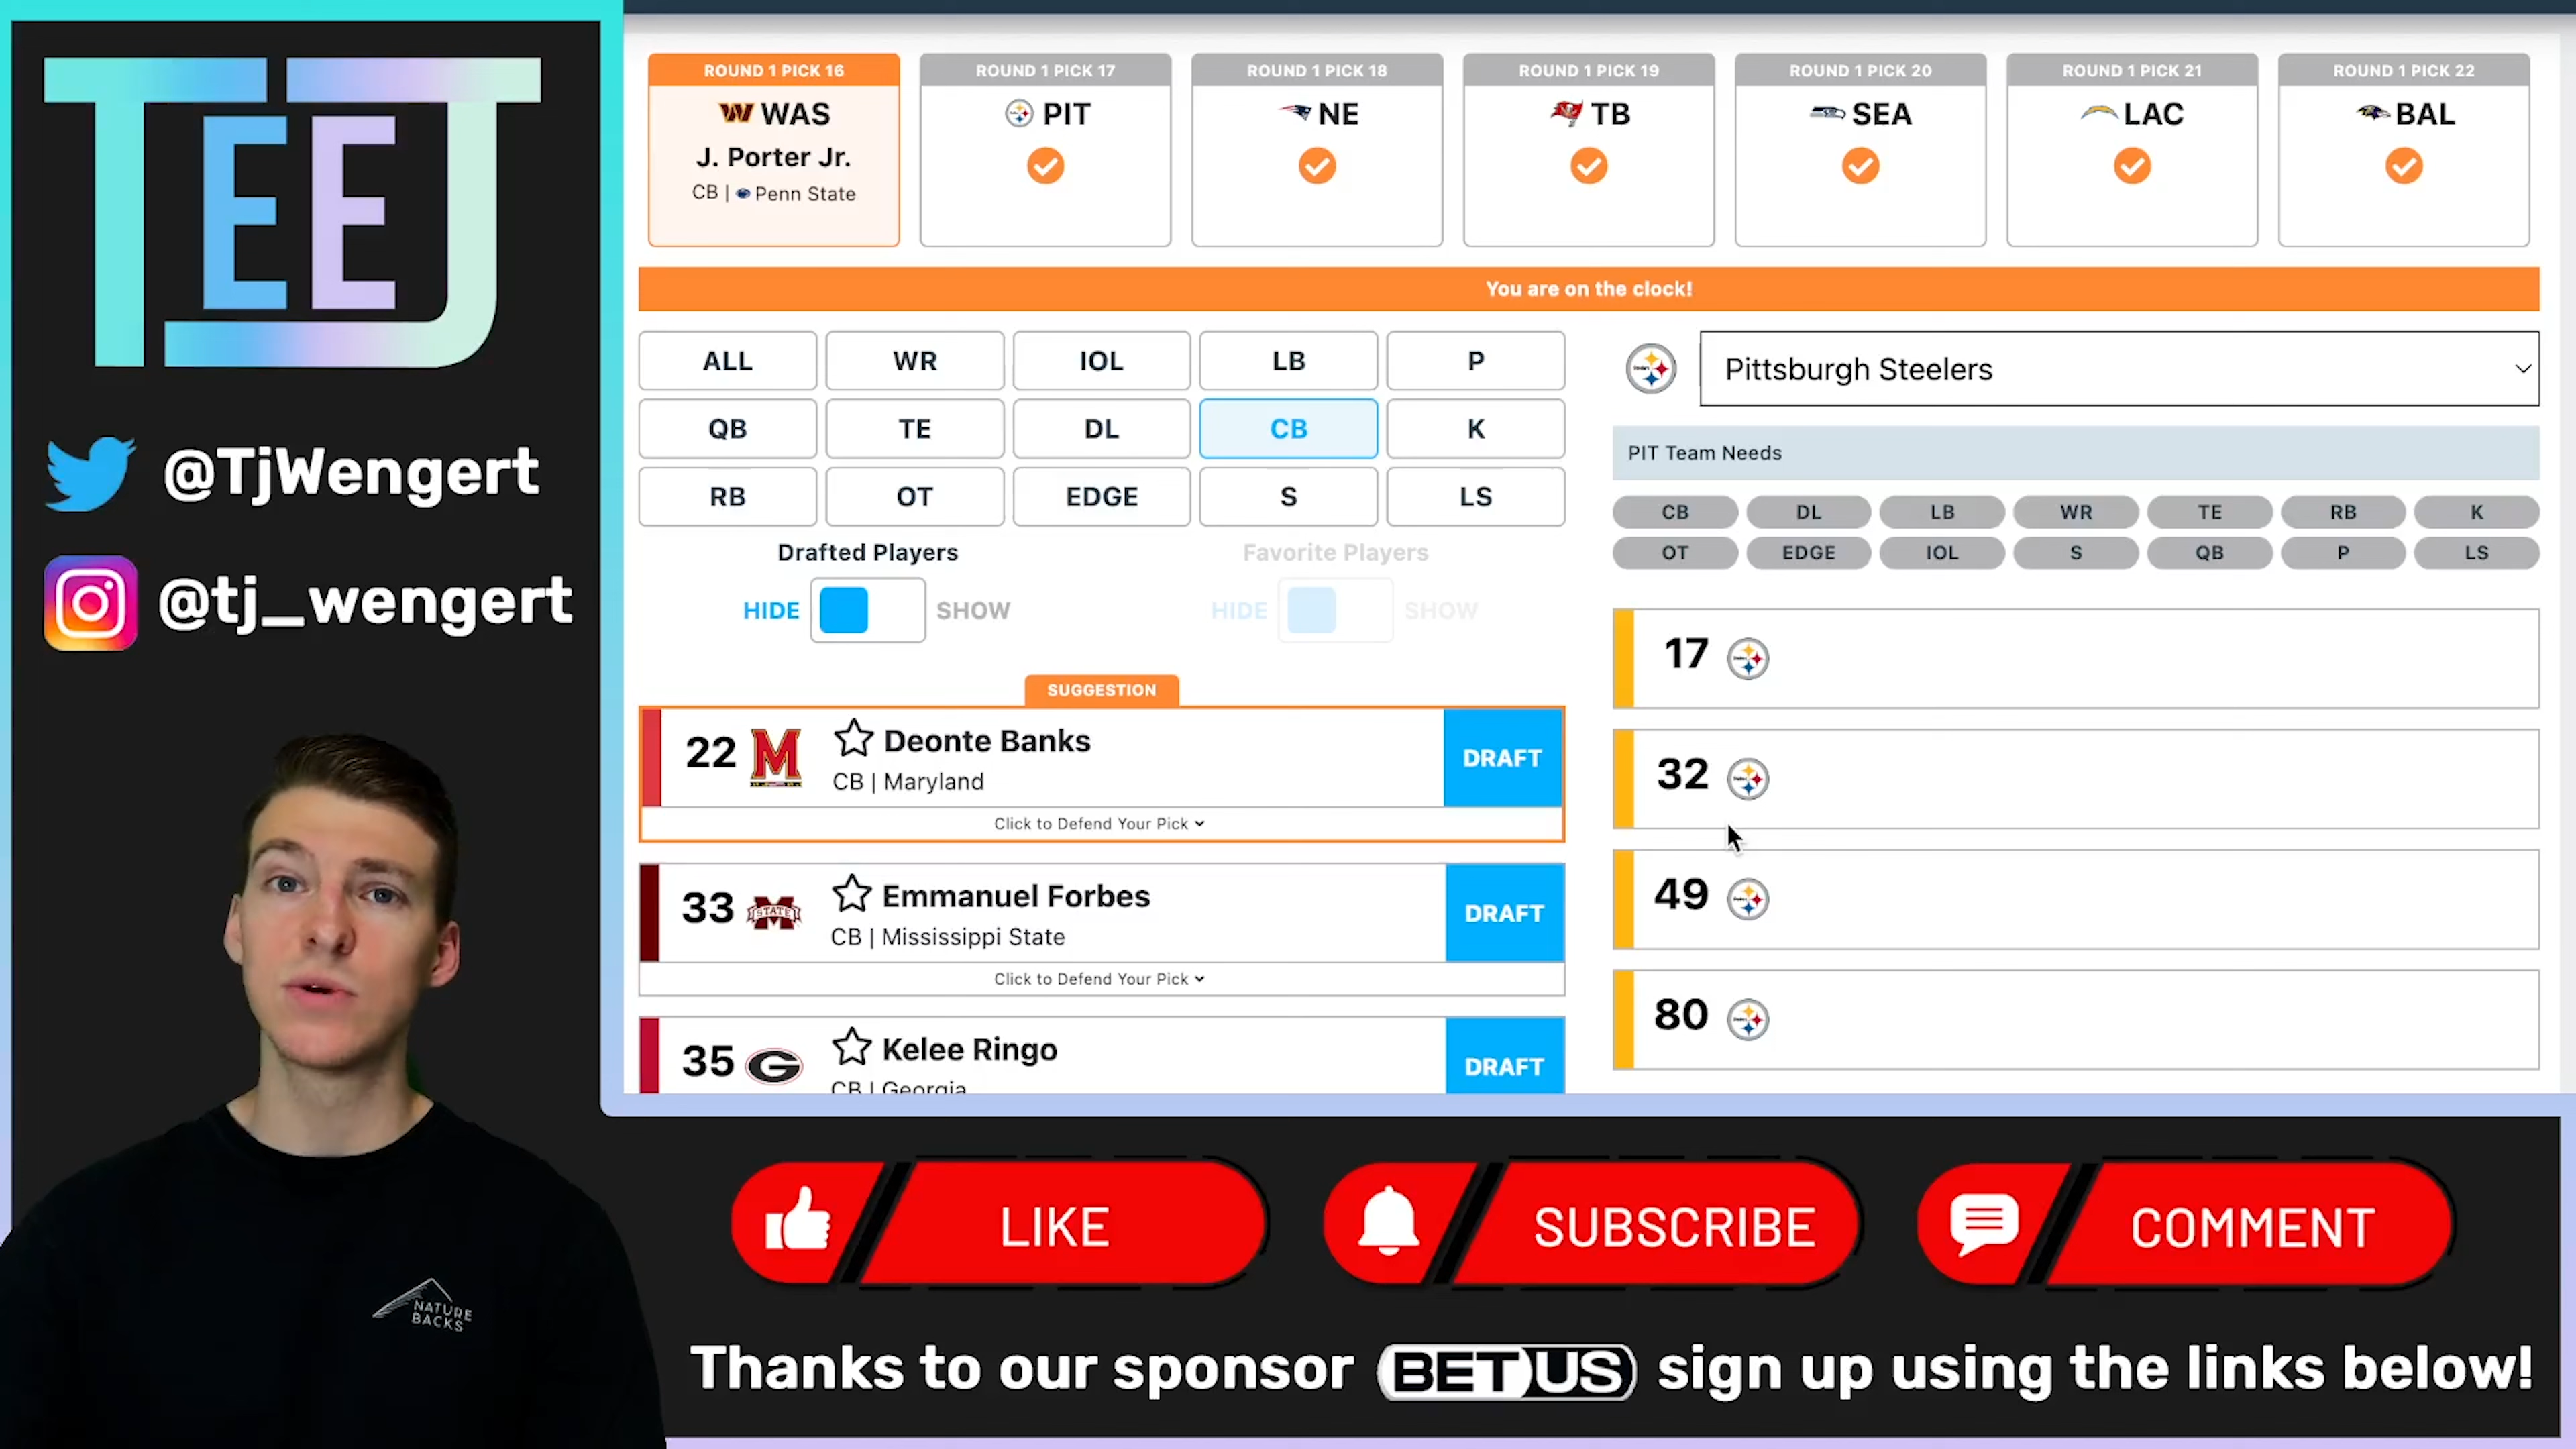 TEEJ
@TjWengert
@tj_wengert
NATURE
BACKS
ROUND 1 PICK 16
WAS
J. Porter Jr.
CB | Penn State
ROUND 1 PICK 17
PIT
ROUND 1 PICK 18
NE
ROUND 1 PICK 19
TB
ROUND 1 PICK 20
SEA
ROUND 1 PICK 21
LAC
ROUND 1 PICK 22
BAL
You are on the clock!
ALL WR IOL LB P
QB TE DL CB K
RB OT EDGE S LS
Drafted Players
HIDE SHOW
Favorite Players
HIDE SHOW
SUGGESTION
22 M Deonte Banks
CB | Maryland
DRAFT
Click to Defend Your Pick
33 STATE Emmanuel Forbes
CB | Mississippi State
DRAFT
Click to Defend Your Pick
35 G Kelee Ringo
CB | Georgia
DRAFT
Pittsburgh Steelers
PIT Team Needs
CB DL LB WR TE RB K
OT EDGE IOL S QB P LS
17
32
49
80
LIKE
SUBSCRIBE
COMMENT
Thanks to our sponsor BETUS sign up using the links below!